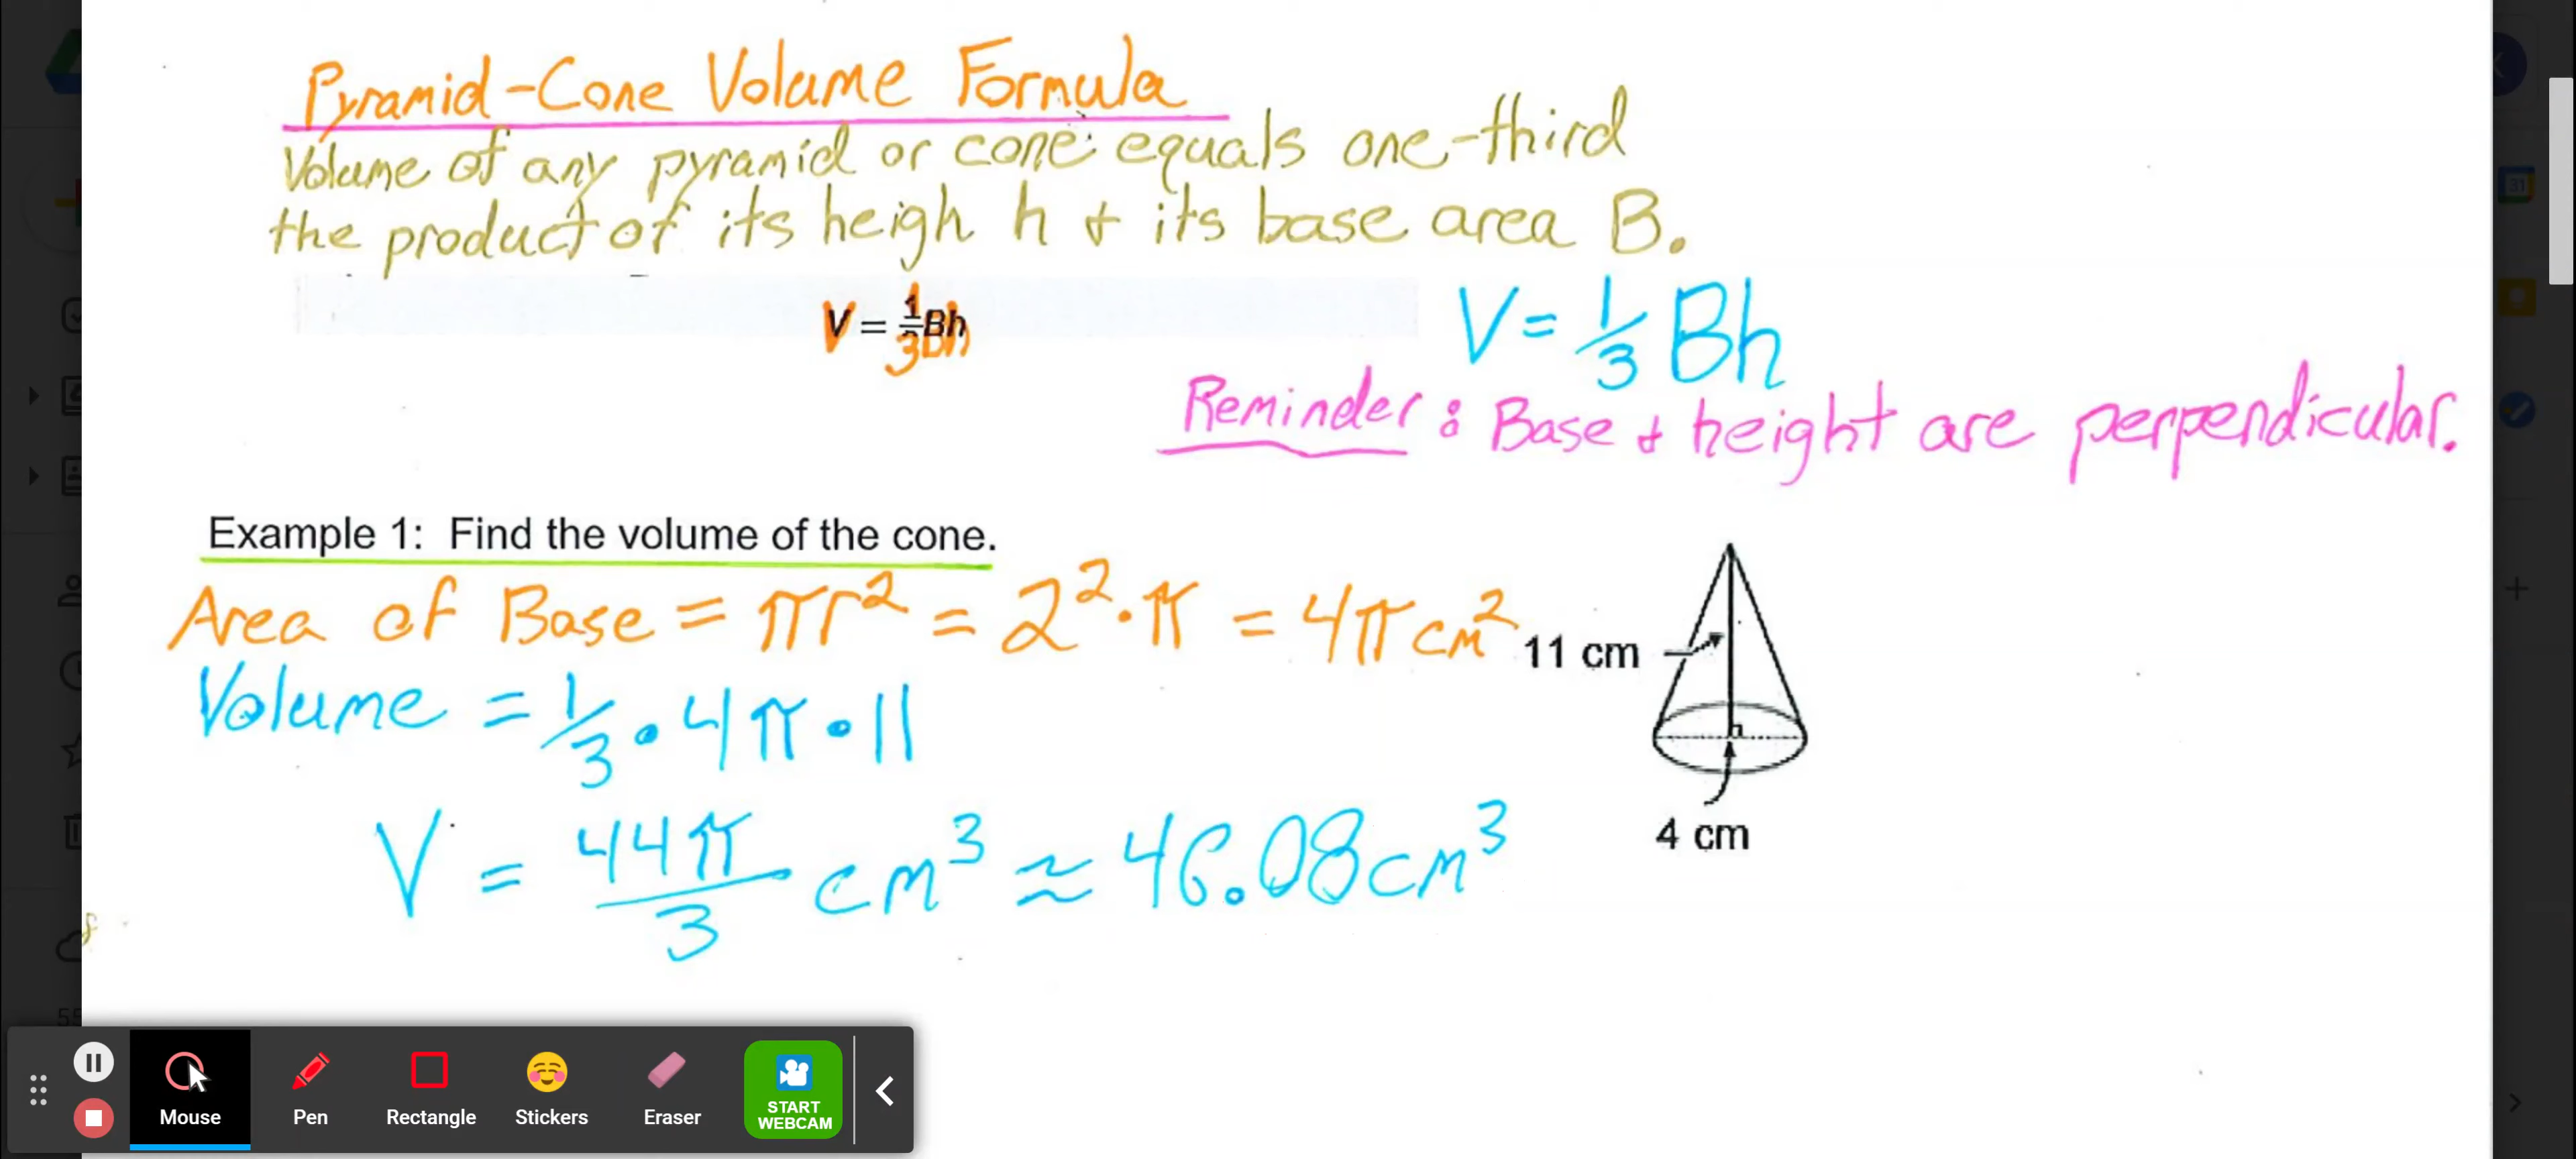 Pyramid-Cone Volume Formula
Volume of any pyramid or cone equals one-third
the product of its heigh h + its base area B.
V = 1/3 Bh
V = 1/3 Bh
Reminder: Base + height are perpendicular.
Example 1: Find the volume of the cone.
Area of Base = πr² = 2²·π = 4π cm²
11 cm
Volume = 1/3 · 4π · 11
4 cm
V = 44π/3 cm³ ≈ 46.08 cm³
31
Mouse
Pen
Rectangle
Stickers
Eraser
START
WEBCAM